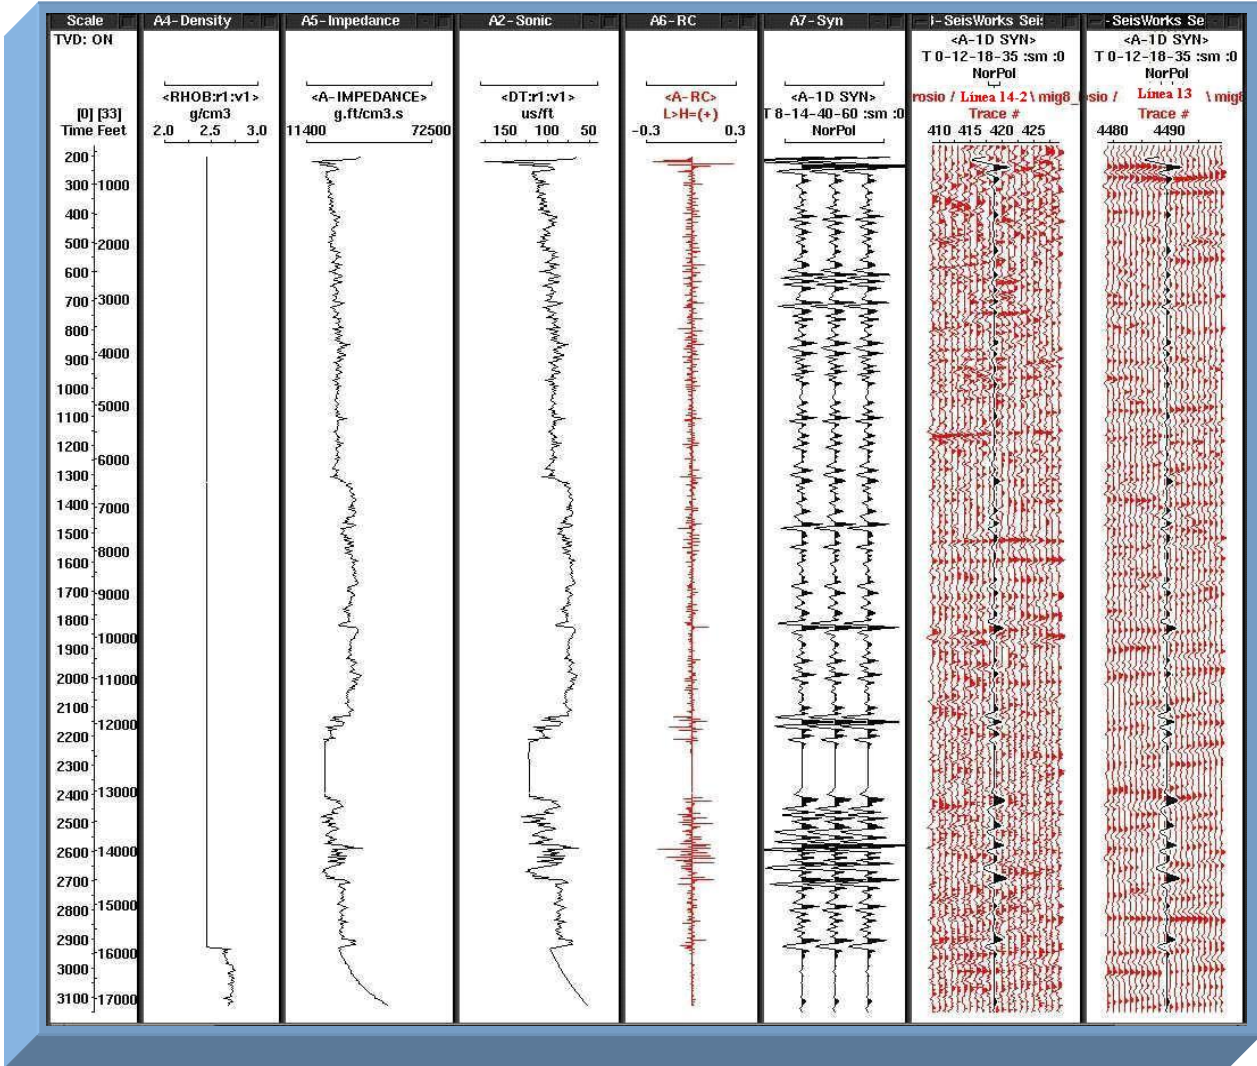 Scale
TVD: ON
[0] [33]
Time Feet
200
300 1000
400
500 2000
600
700 3000
800
900 4000
1000
1100 5000
1200 6000
1300
1400 7000
1500
1600 8000
1700 9000
1800
1900 10000
2000 11000
2100
2200 12000
2300
2400 13000
2500
2600 14000
2700
2800 15000
2900
3000 16000
3100 17000
A4-Density
<RHOB:r1:v1>
g/cm3
2.0 2.5 3.0
A5-Impedance
<A-IMPEDANCE>
g.ft/cm3.s
11400 72500
A2-Sonic
<DT:r1:v1>
us/ft
150 100 50
A6-RC
<A-RC>
L>H=(+)
-0.3 0.3
A7-Syn
<A-1D SYN>
T 8-14-40-60 :sm :0
NorPol
-SeisWorks Seis
<A-1D SYN>
T 0-12-18-35 :sm :0
NorPol
rosio / Línea 14-2 \ mig8_
Trace #
410 415 420 425
-SeisWorks Se
<A-1D SYN>
T 0-12-18-35 :sm :0
NorPol
osio / Línea 13 \ mig8
Trace #
4480 4490